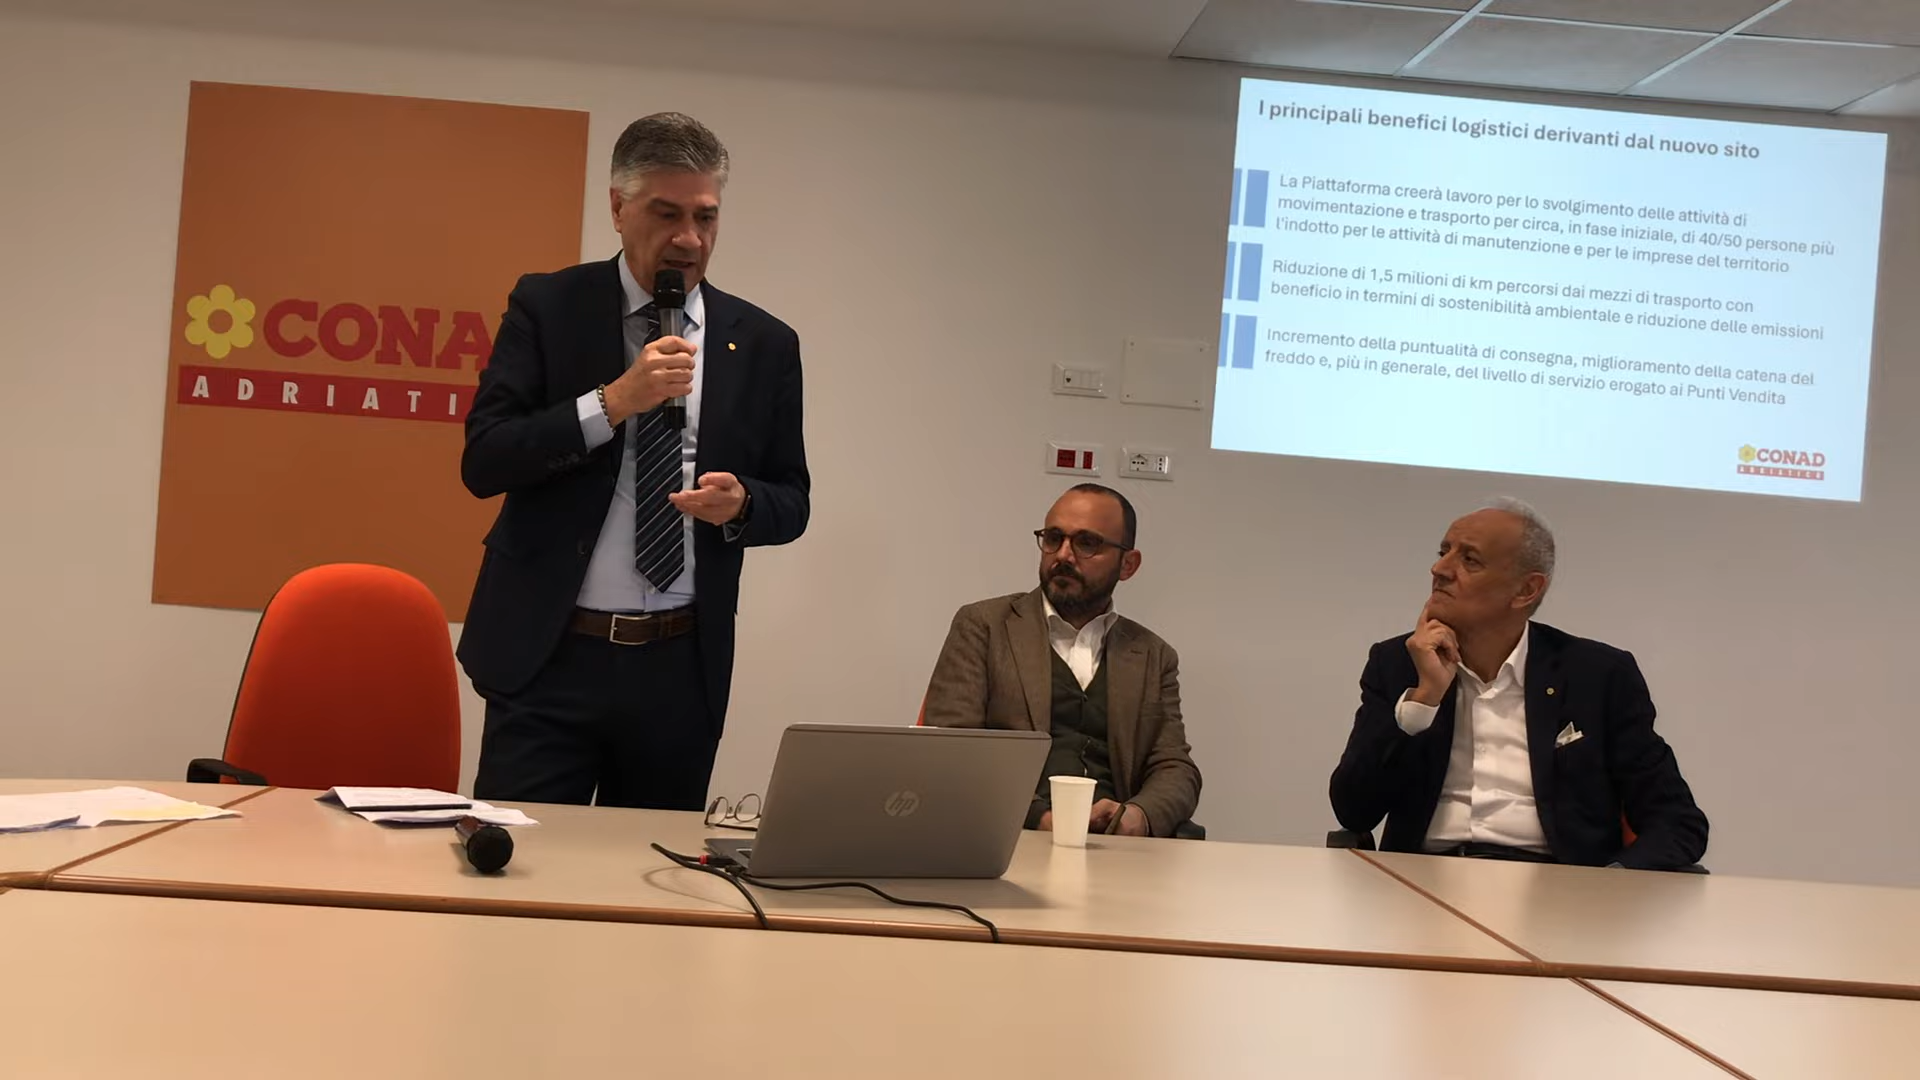 CONA
ADRIATI
I principali benefici logistici derivanti dal nuovo sito
La Piattaforma creerà lavoro per lo svolgimento delle attività di
movimentazione e trasporto per circa, in fase iniziale, di 40/50 persone più
l'indotto per le attività di manutenzione e per le imprese del territorio
Riduzione di 1,5 milioni di km percorsi dai mezzi di trasporto con
beneficio in termini di sostenibilità ambientale e riduzione delle emissioni
Incremento della puntualità di consegna, miglioramento della catena del
freddo e, più in generale, del livello di servizio erogato ai Punti Vendita
CONAD
ADRIATICO
hp